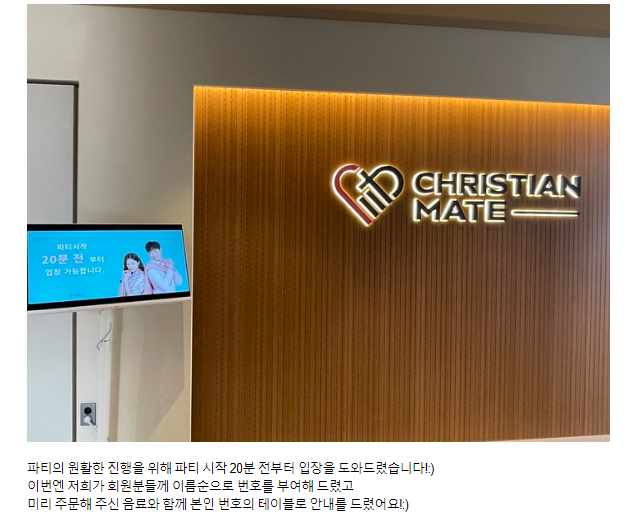 CHRISTIAN
MATE
파티시작
20분 전 부터
입장 가능합니다.
파티의 원활한 진행을 위해 파티 시작 20분 전부터 입장을 도와드렸습니다!:)
이번엔 저희가 회원분들께 이름순으로 번호를 부여해 드렸고
미리 주문해 주신 음료와 함께 본인 번호의 테이블로 안내를 드렸어요!:)